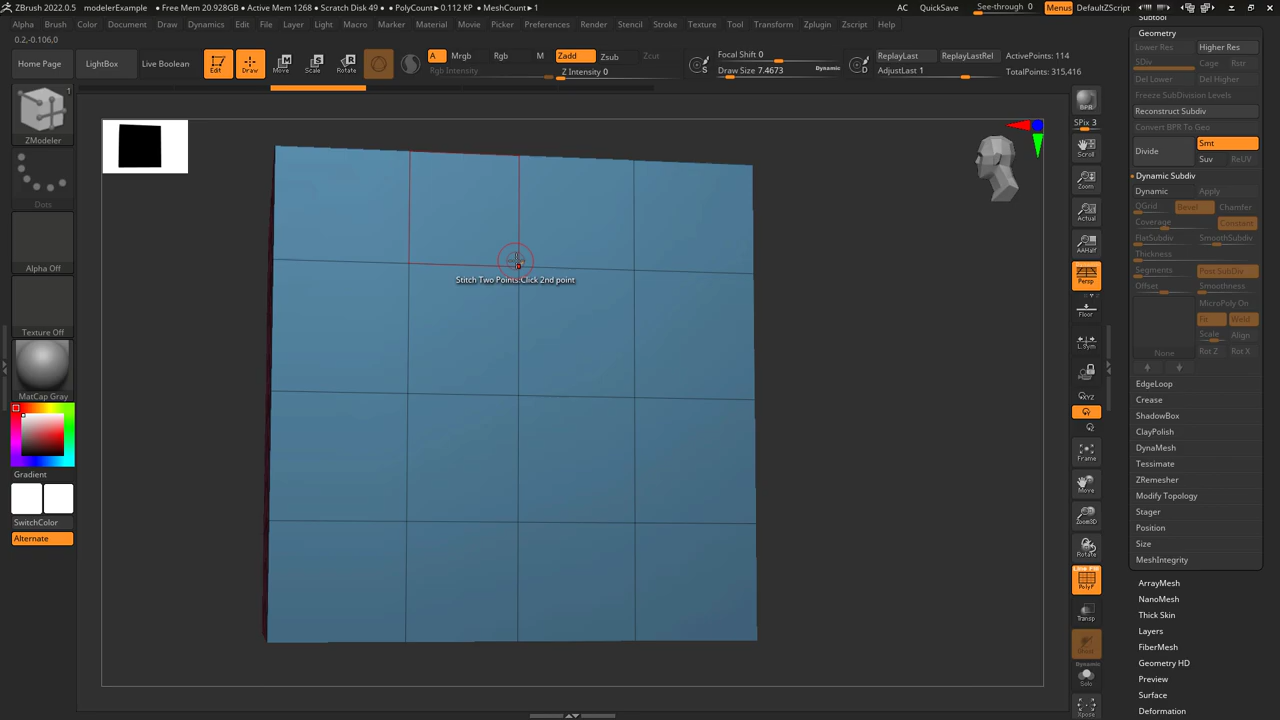 ZBrush 2022.0.5 modelerExample • Free Mem 20.928GB • Active Mem 1268 • Scratch Disk 49 • PolyCount▸0.112 KP • MeshCount▸1 AC QuickSave See-through 0 Menus DefaultZScript
Alpha Brush Color Document Draw Dynamics Edit File Layer Light Macro Marker Material Movie Picker Preferences Render Stencil Stroke Texture Tool Transform Zplugin Zscript Help
0.2,-0.106,0
Home Page LightBox Live Boolean Edit Draw Move Scale Rotate
A Mrgb Rgb M Zadd Zsub Zcut
Rgb Intensity Z Intensity 0
S Focal Shift 0
Draw Size 7.4673 Dynamic
D ReplayLast ReplayLastRel
AdjustLast 1
ActivePoints: 114
TotalPoints: 315,416
1
ZModeler
Dots
Alpha Off
Texture Off
MatCap Gray
Gradient
SwitchColor
Alternate
Stitch Two Points:Click 2nd point
BPR
SPix 3
Scroll
Zoom
Actual
AAHalf
Persp
Floor
L.Sym
XYZ
Y
Z
Frame
Move
Zoom3D
Rotate
Line Fill
PolyF
Transp
Ghost
Dynamic
Solo
Xpose
Subtool
Geometry
Lower Res Higher Res
SDiv Cage Rstr
Del Lower Del Higher
Freeze SubDivision Levels
Reconstruct Subdiv
Convert BPR To Geo
Divide Smt
Suv ReUV
Dynamic Subdiv
Dynamic Apply
QGrid Bevel Chamfer
Coverage Constant
FlatSubdiv SmoothSubdiv
Thickness
Segments Post SubDiv
Offset Smoothness
MicroPoly On
Fit Weld
Scale Align
None Rot Z Rot X
EdgeLoop
Crease
ShadowBox
ClayPolish
DynaMesh
Tessimate
ZRemesher
Modify Topology
Stager
Position
Size
MeshIntegrity
ArrayMesh
NanoMesh
Thick Skin
Layers
FiberMesh
Geometry HD
Preview
Surface
Deformation